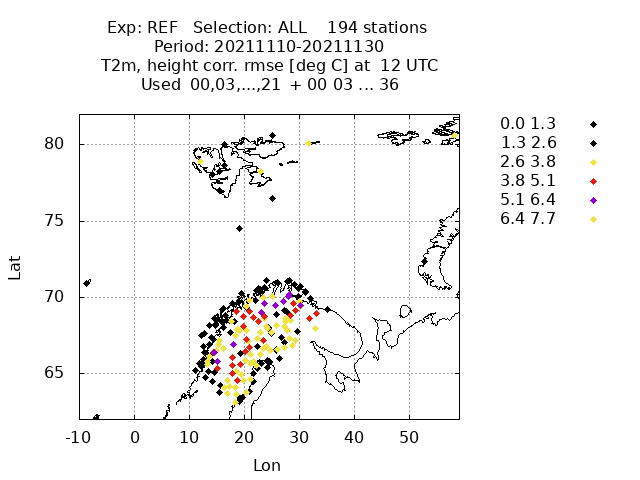 Exp: REF   Selection: ALL    194 stations
Period: 20211110-20211130
T2m, height corr. rmse [deg C] at  12 UTC
Used  00,03,...,21  + 00 03 ... 36
0.0 1.3
1.3 2.6
2.6 3.8
3.8 5.1
5.1 6.4
6.4 7.7
80
75
70
65
Lat
-10 0 10 20 30 40 50
Lon